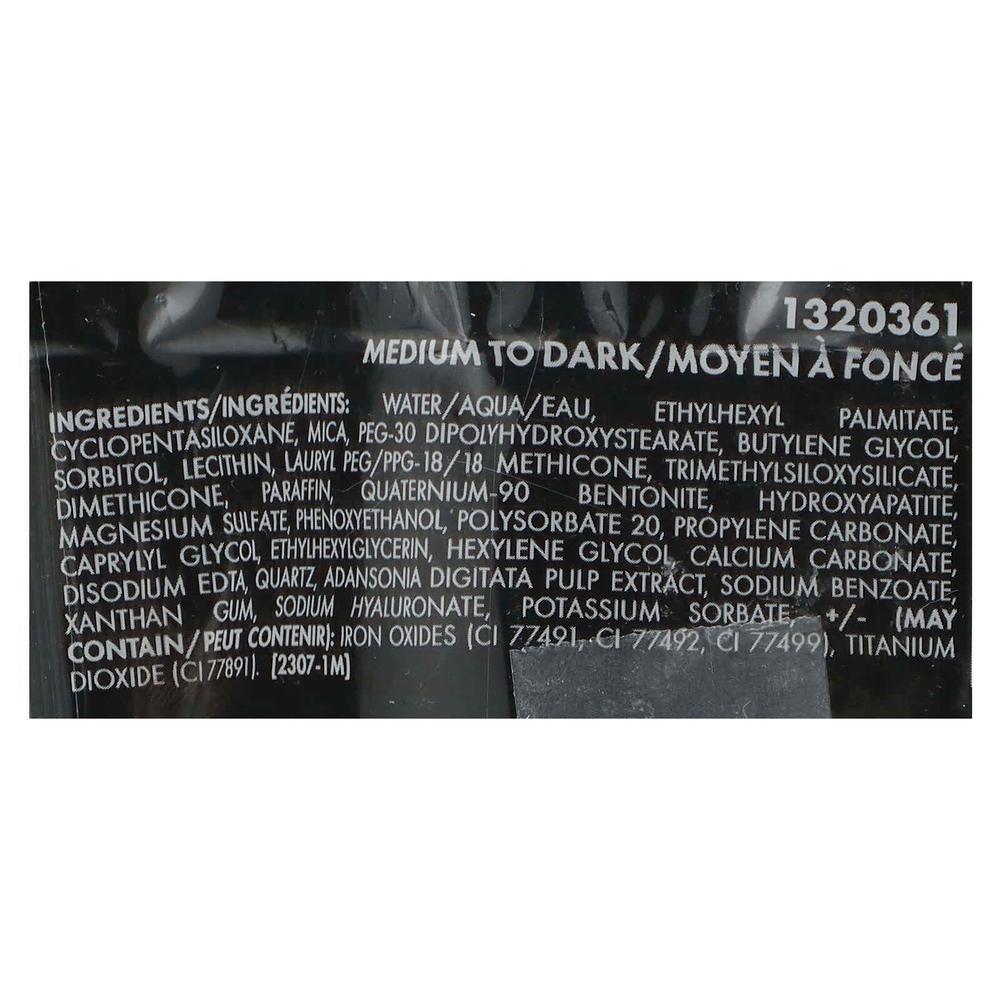 1320361
MEDIUM TO DARK/MOYEN À FONCÉ
INGREDIENTS/INGRÉDIENTS: WATER/AQUA/EAU, ETHYLHEXYL PALMITATE,
CYCLOPENTASILOXANE, MICA, PEG-30 DIPOLYHYDROXYSTEARATE, BUTYLENE GLYCOL,
SORBITOL, LECITHIN, LAURYL PEG/PPG-18/18 METHICONE, TRIMETHYLSILOXYSILICATE,
DIMETHICONE, PARAFFIN, QUATERNIUM-90 BENTONITE, HYDROXYAPATITE,
MAGNESIUM SULFATE, PHENOXYETHANOL, POLYSORBATE 20, PROPYLENE CARBONATE,
CAPRYLYL GLYCOL, ETHYLHEXYLGLYCERIN, HEXYLENE GLYCOL, CALCIUM CARBONATE,
DISODIUM EDTA, QUARTZ, ADANSONIA DIGITATA PULP EXTRACT, SODIUM BENZOATE,
XANTHAN GUM, SODIUM HYALURONATE, POTASSIUM SORBATE, +/- (MAY
CONTAIN/PEUT CONTENIR): IRON OXIDES (CI 77491, CI 77492, CI 77499), TITANIUM
DIOXIDE (CI 77891). [2307-1M]